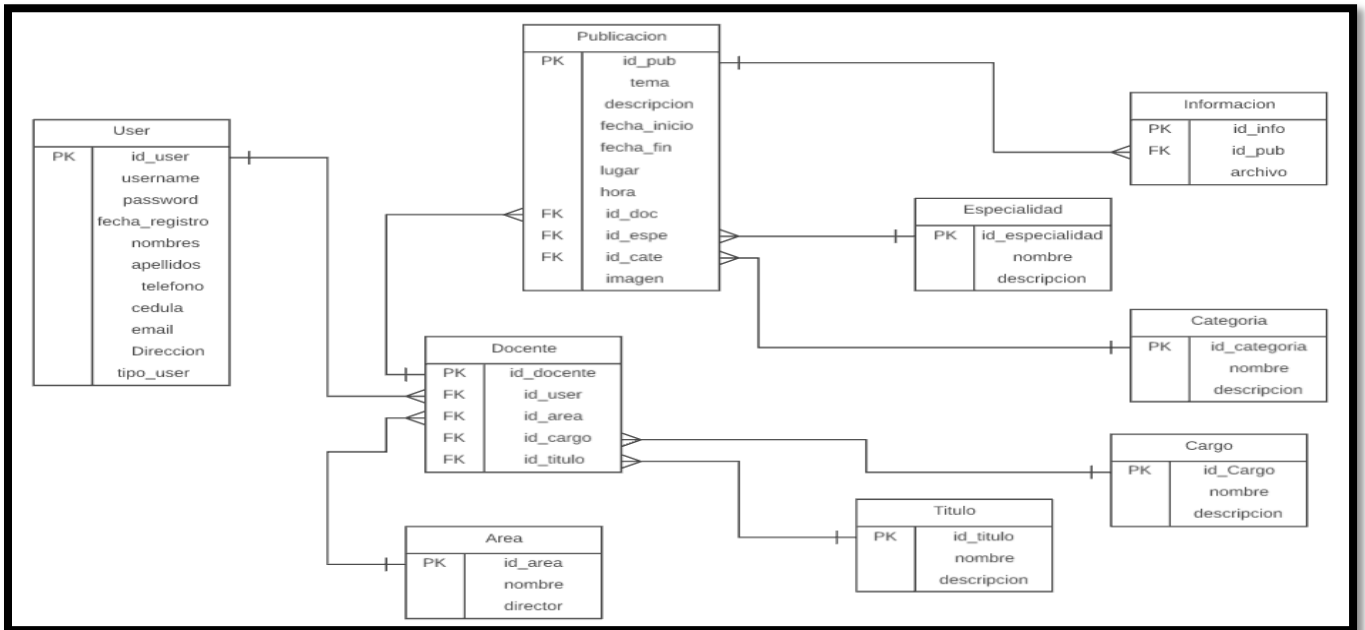 Publicacion
PK id_pub
tema
descripcion
fecha_inicio
fecha_fin
lugar
hora
FK id_doc
FK id_espe
FK id_cate
imagen
User
PK id_user
username
password
fecha_registro
nombres
apellidos
telefono
cedula
email
Direccion
tipo_user
Informacion
PK id_info
FK id_pub
archivo
Especialidad
PK id_especialidad
nombre
descripcion
Categoria
PK id_categoria
nombre
descripcion
Docente
PK id_docente
FK id_user
FK id_area
FK id_cargo
FK id_titulo
Cargo
PK id_Cargo
nombre
descripcion
Titulo
PK id_titulo
nombre
descripcion
Area
PK id_area
nombre
director